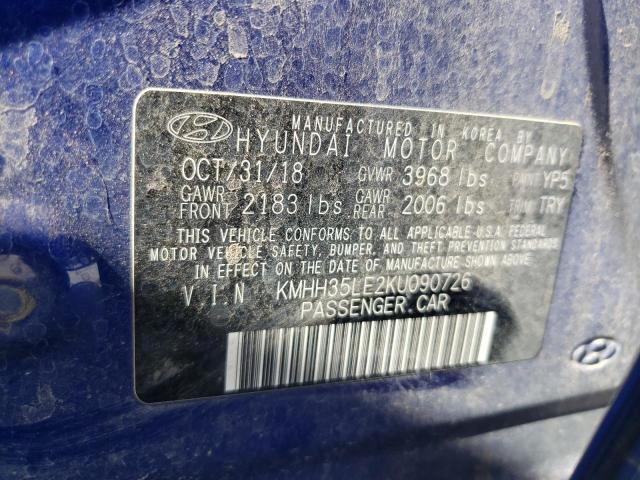 MANUFACTURED IN KOREA BY
HYUNDAI MOTOR COMPANY
OCT/31/18 GVWR 3968 lbs PAINT YP5
GAWR FRONT 2183 lbs GAWR REAR 2006 lbs TRIM TRY
THIS VEHICLE CONFORMS TO ALL APPLICABLE U.S.A FEDERAL
MOTOR VEHICLE SAFETY, BUMPER, AND THEFT PREVENTION STANDARDS
IN EFFECT ON THE DATE OF MANUFACTURE SHOWN ABOVE.
V.I.N KMHH35LE2KU090726
PASSENGER CAR